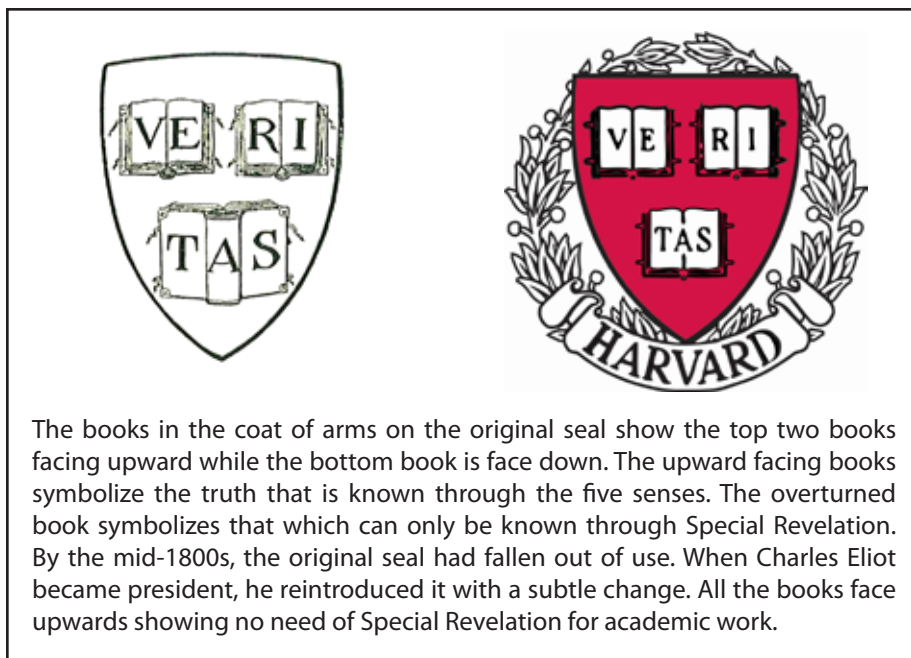 VE RI
TAS
VE RI
TAS
HARVARD
The books in the coat of arms on the original seal show the top two books
facing upward while the bottom book is face down. The upward facing books
symbolize the truth that is known through the five senses. The overturned
book symbolizes that which can only be known through Special Revelation.
By the mid-1800s, the original seal had fallen out of use. When Charles Eliot
became president, he reintroduced it with a subtle change. All the books face
upwards showing no need of Special Revelation for academic work.